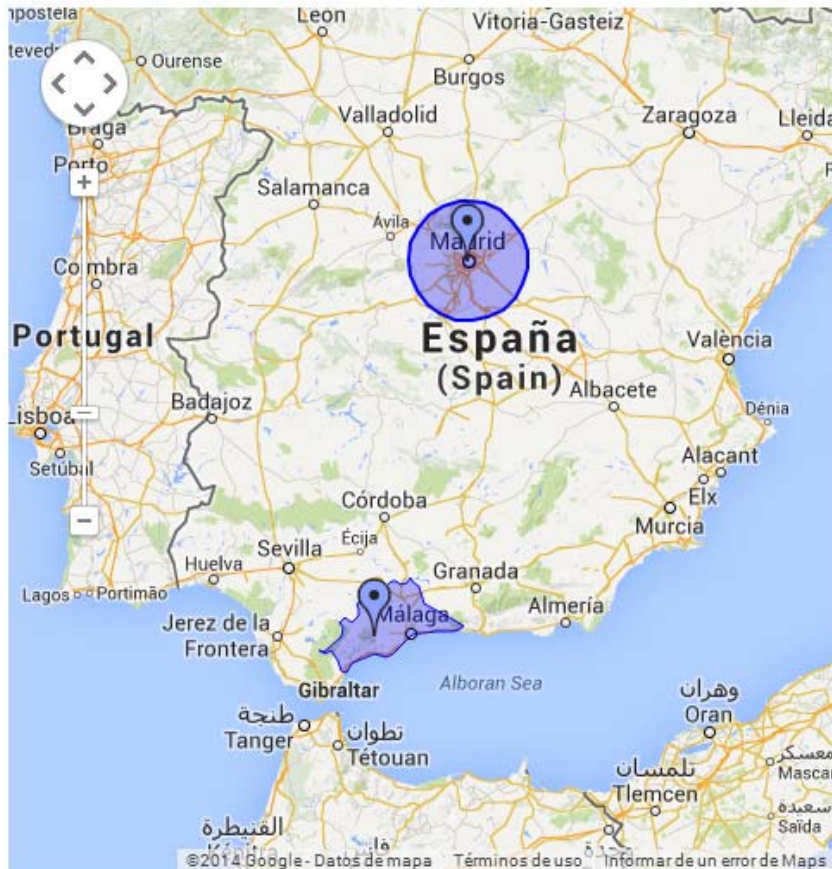 León
Vitoria-Gasteiz
Ourense
Burgos
Braga
Valladolid
Zaragoza
Porto
Salamanca
Ávila
Madrid
Coimbra
Portugal
España
(Spain)
València
Albacete
Badajoz
Lisboa
Dénia
Setúbal
Alacant
Elx
Córdoba
Murcia
Écija
Sevilla
Huelva
Granada
Lagos
Portimão
Málaga
Almería
Jerez de la
Frontera
Alboran Sea
Gibraltar
وهران
Oran
طنجة
Tanger
تطوان
Tétouan
معسكر
تلمسان
Tlemcen
سعيدة
Saïda
القنيطرة
©2014 Google - Datos de mapa
Términos de uso
Informar de un error de Maps